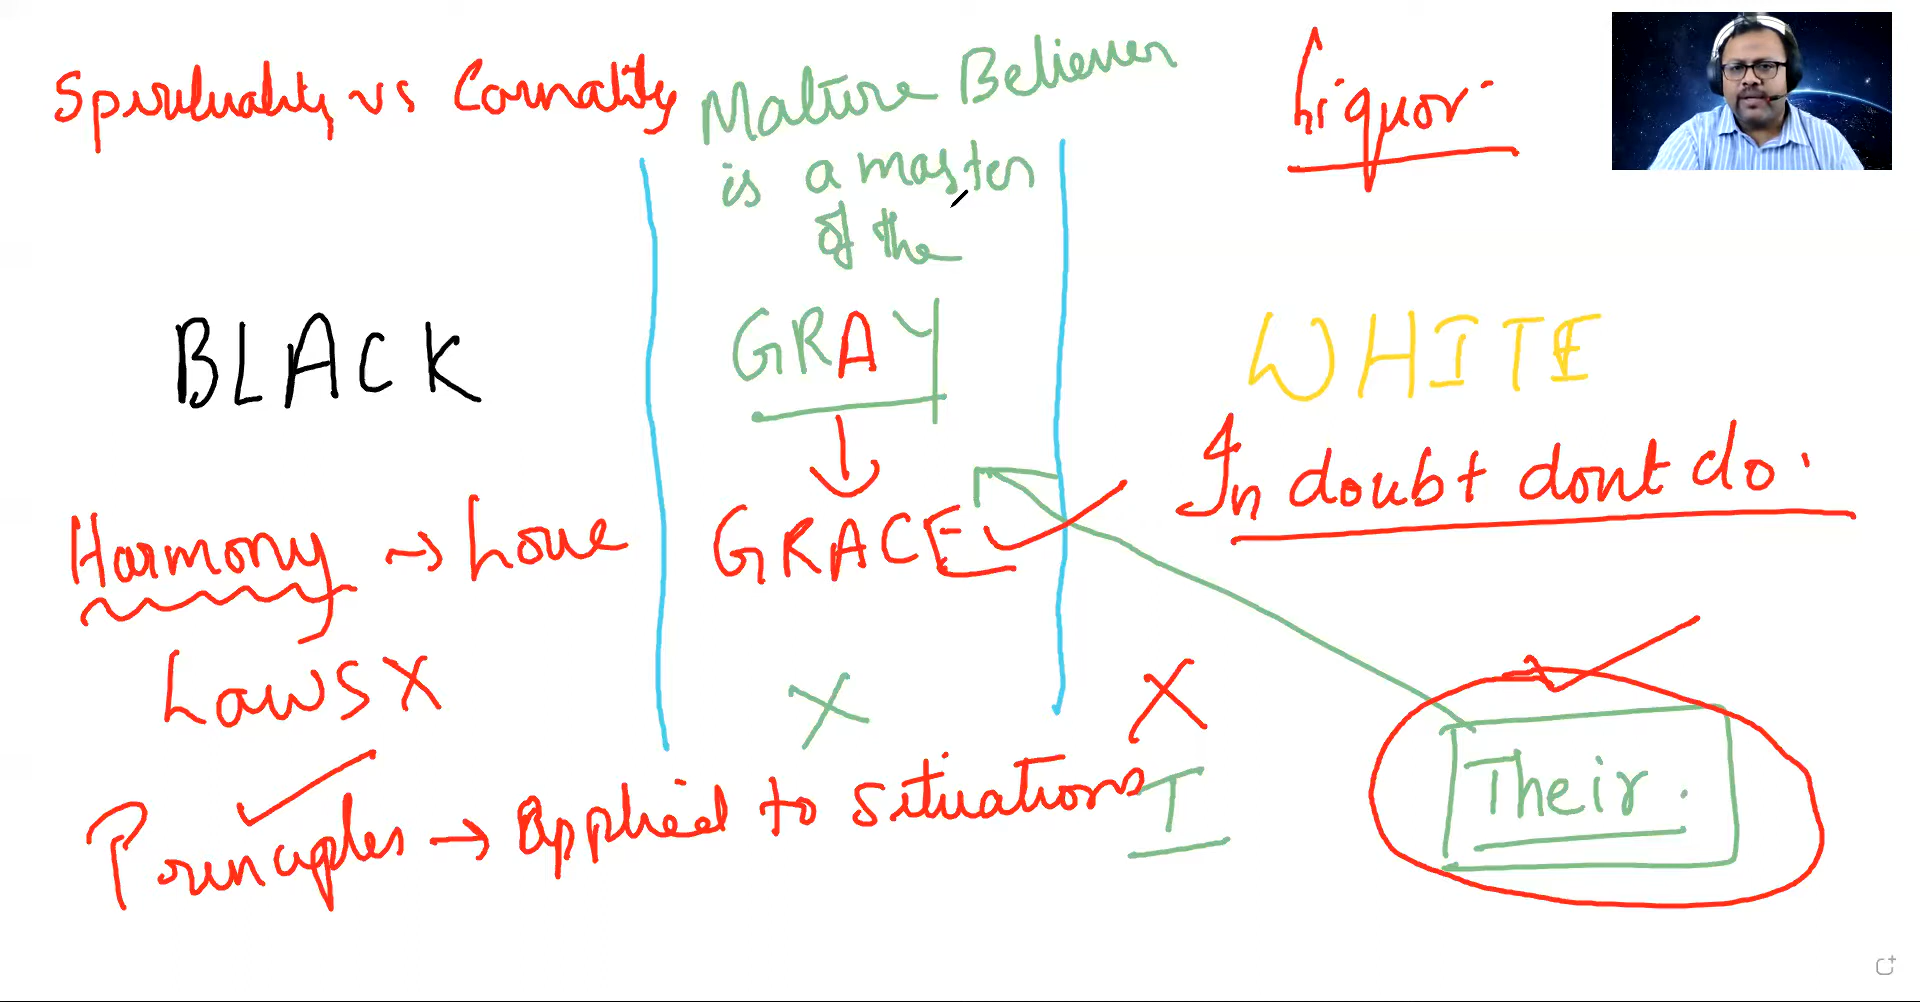 Spirituality vs Carnality
Mature Believer
is a master
of the
Liquor
BLACK
GRAY
WHITE
In doubt dont do.
Harmony → Love
GRACE
Laws X
X
X
Principles → Applied to Situations
I
Their.